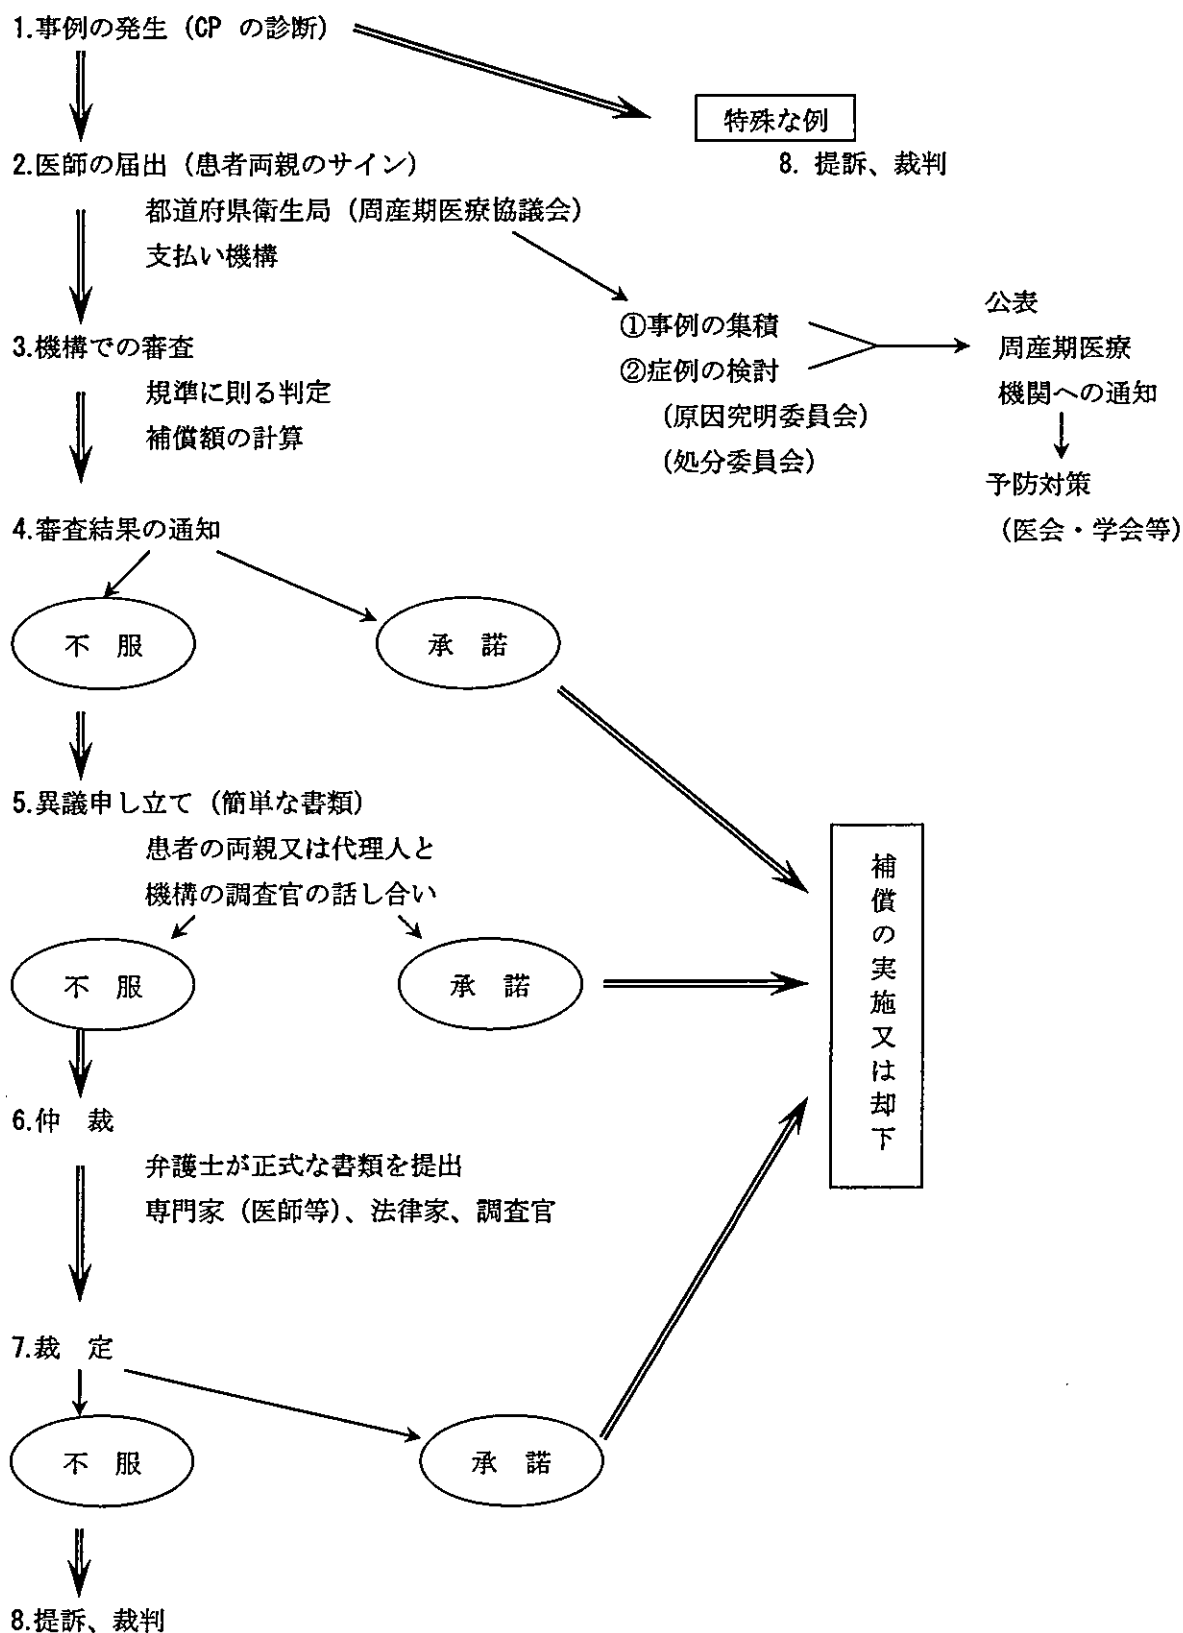 1.事例の発生（CP の診断）
特殊な例
8. 提訴、裁判
2.医師の届出（患者両親のサイン）
都道府県衛生局（周産期医療協議会）
支払い機構
①事例の集積
②症例の検討
（原因究明委員会）
（処分委員会）
公表
周産期医療
機関への通知
予防対策
（医会・学会等）
3.機構での審査
規準に則る判定
補償額の計算
4.審査結果の通知
不 服
承 諾
5.異議申し立て（簡単な書類）
患者の両親又は代理人と
機構の調査官の話し合い
不 服
承 諾
補償の実施又は却下
6.仲 裁
弁護士が正式な書類を提出
専門家（医師等）、法律家、調査官
7.裁 定
不 服
承 諾
8.提訴、裁判